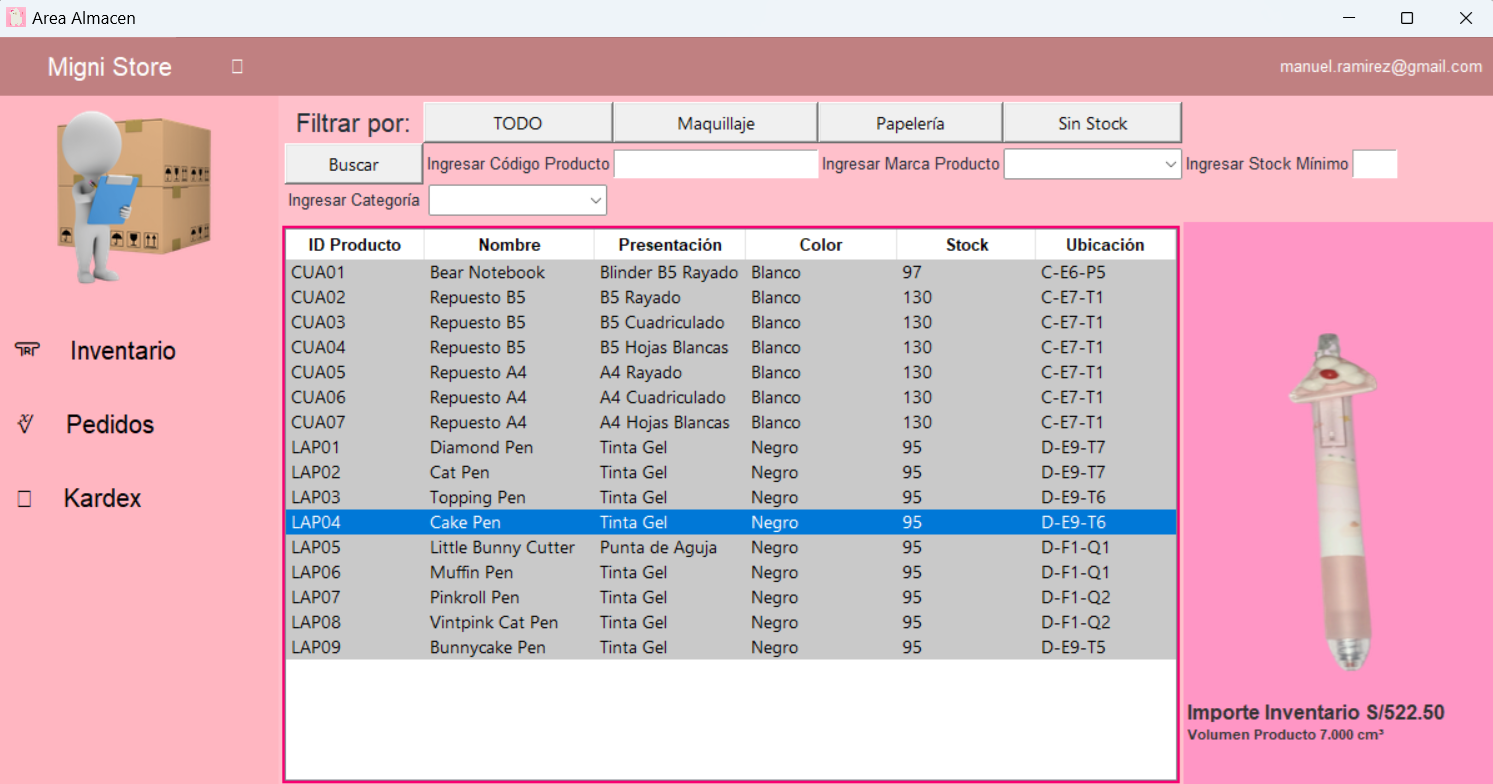 Area Almacen
Migni Store
manuel.ramirez@gmail.com
Filtrar por: TODO Maquillaje Papelería Sin Stock
Buscar Ingresar Código Producto Ingresar Marca Producto Ingresar Stock Mínimo
Ingresar Categoría
Inventario
Pedidos
Kardex
ID Producto Nombre Presentación Color Stock Ubicación
CUA01 Bear Notebook Blinder B5 Rayado Blanco 97 C-E6-P5
CUA02 Repuesto B5 B5 Rayado Blanco 130 C-E7-T1
CUA03 Repuesto B5 B5 Cuadriculado Blanco 130 C-E7-T1
CUA04 Repuesto B5 B5 Hojas Blancas Blanco 130 C-E7-T1
CUA05 Repuesto A4 A4 Rayado Blanco 130 C-E7-T1
CUA06 Repuesto A4 A4 Cuadriculado Blanco 130 C-E7-T1
CUA07 Repuesto A4 A4 Hojas Blancas Blanco 130 C-E7-T1
LAP01 Diamond Pen Tinta Gel Negro 95 D-E9-T7
LAP02 Cat Pen Tinta Gel Negro 95 D-E9-T7
LAP03 Topping Pen Tinta Gel Negro 95 D-E9-T6
LAP04 Cake Pen Tinta Gel Negro 95 D-E9-T6
LAP05 Little Bunny Cutter Punta de Aguja Negro 95 D-F1-Q1
LAP06 Muffin Pen Tinta Gel Negro 95 D-F1-Q1
LAP07 Pinkroll Pen Tinta Gel Negro 95 D-F1-Q2
LAP08 Vintpink Cat Pen Tinta Gel Negro 95 D-F1-Q2
LAP09 Bunnycake Pen Tinta Gel Negro 95 D-E9-T5
Importe Inventario S/522.50
Volumen Producto 7.000 cm³